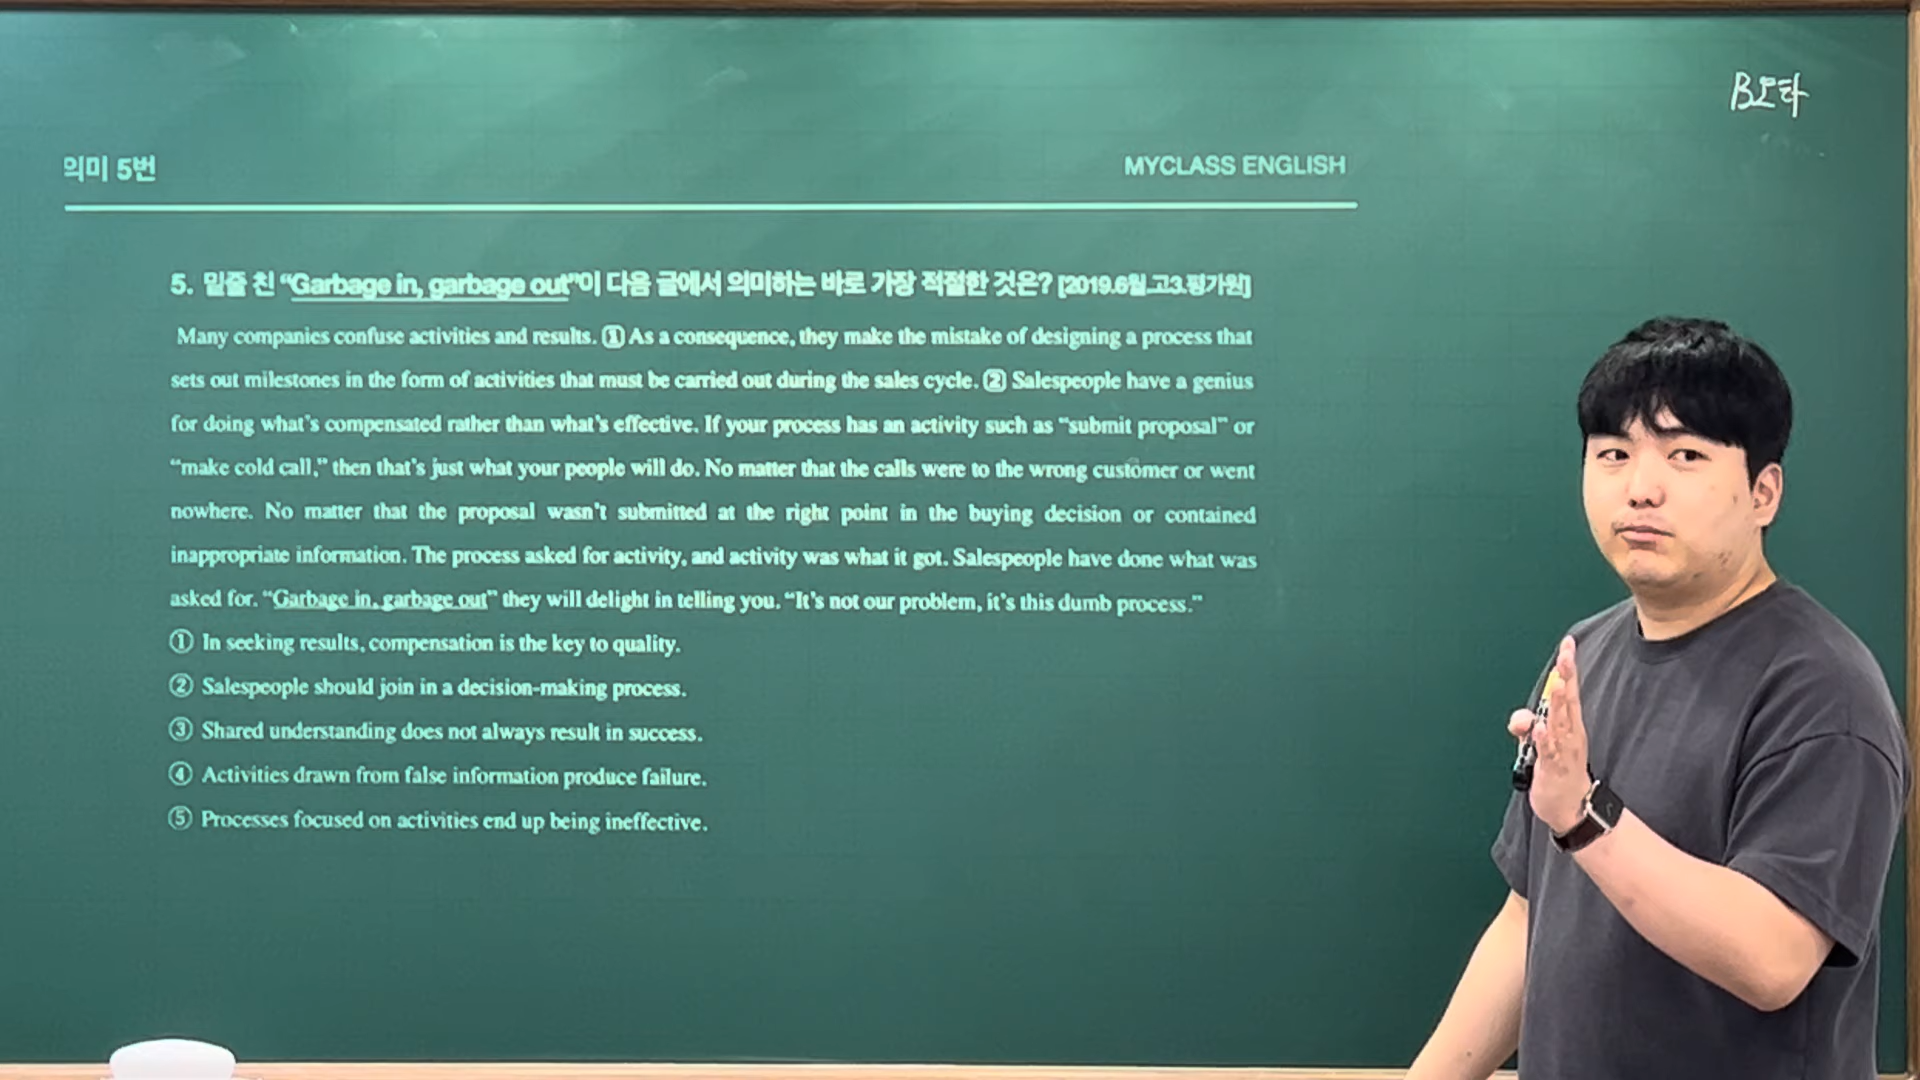 B오타
의미 5번
MYCLASS ENGLISH
5. 밑줄 친 “Garbage in, garbage out”이 다음 글에서 의미하는 바로 가장 적절한 것은? [2019.6월.고3.평가원]
Many companies confuse activities and results. ① As a consequence, they make the mistake of designing a process that
sets out milestones in the form of activities that must be carried out during the sales cycle. ② Salespeople have a genius
for doing what’s compensated rather than what’s effective. If your process has an activity such as “submit proposal” or
“make cold call,” then that’s just what your people will do. No matter that the calls were to the wrong customer or went
nowhere. No matter that the proposal wasn’t submitted at the right point in the buying decision or contained
inappropriate information. The process asked for activity, and activity was what it got. Salespeople have done what was
asked for. “Garbage in, garbage out” they will delight in telling you. “It’s not our problem, it’s this dumb process.”
① In seeking results, compensation is the key to quality.
② Salespeople should join in a decision-making process.
③ Shared understanding does not always result in success.
④ Activities drawn from false information produce failure.
⑤ Processes focused on activities end up being ineffective.